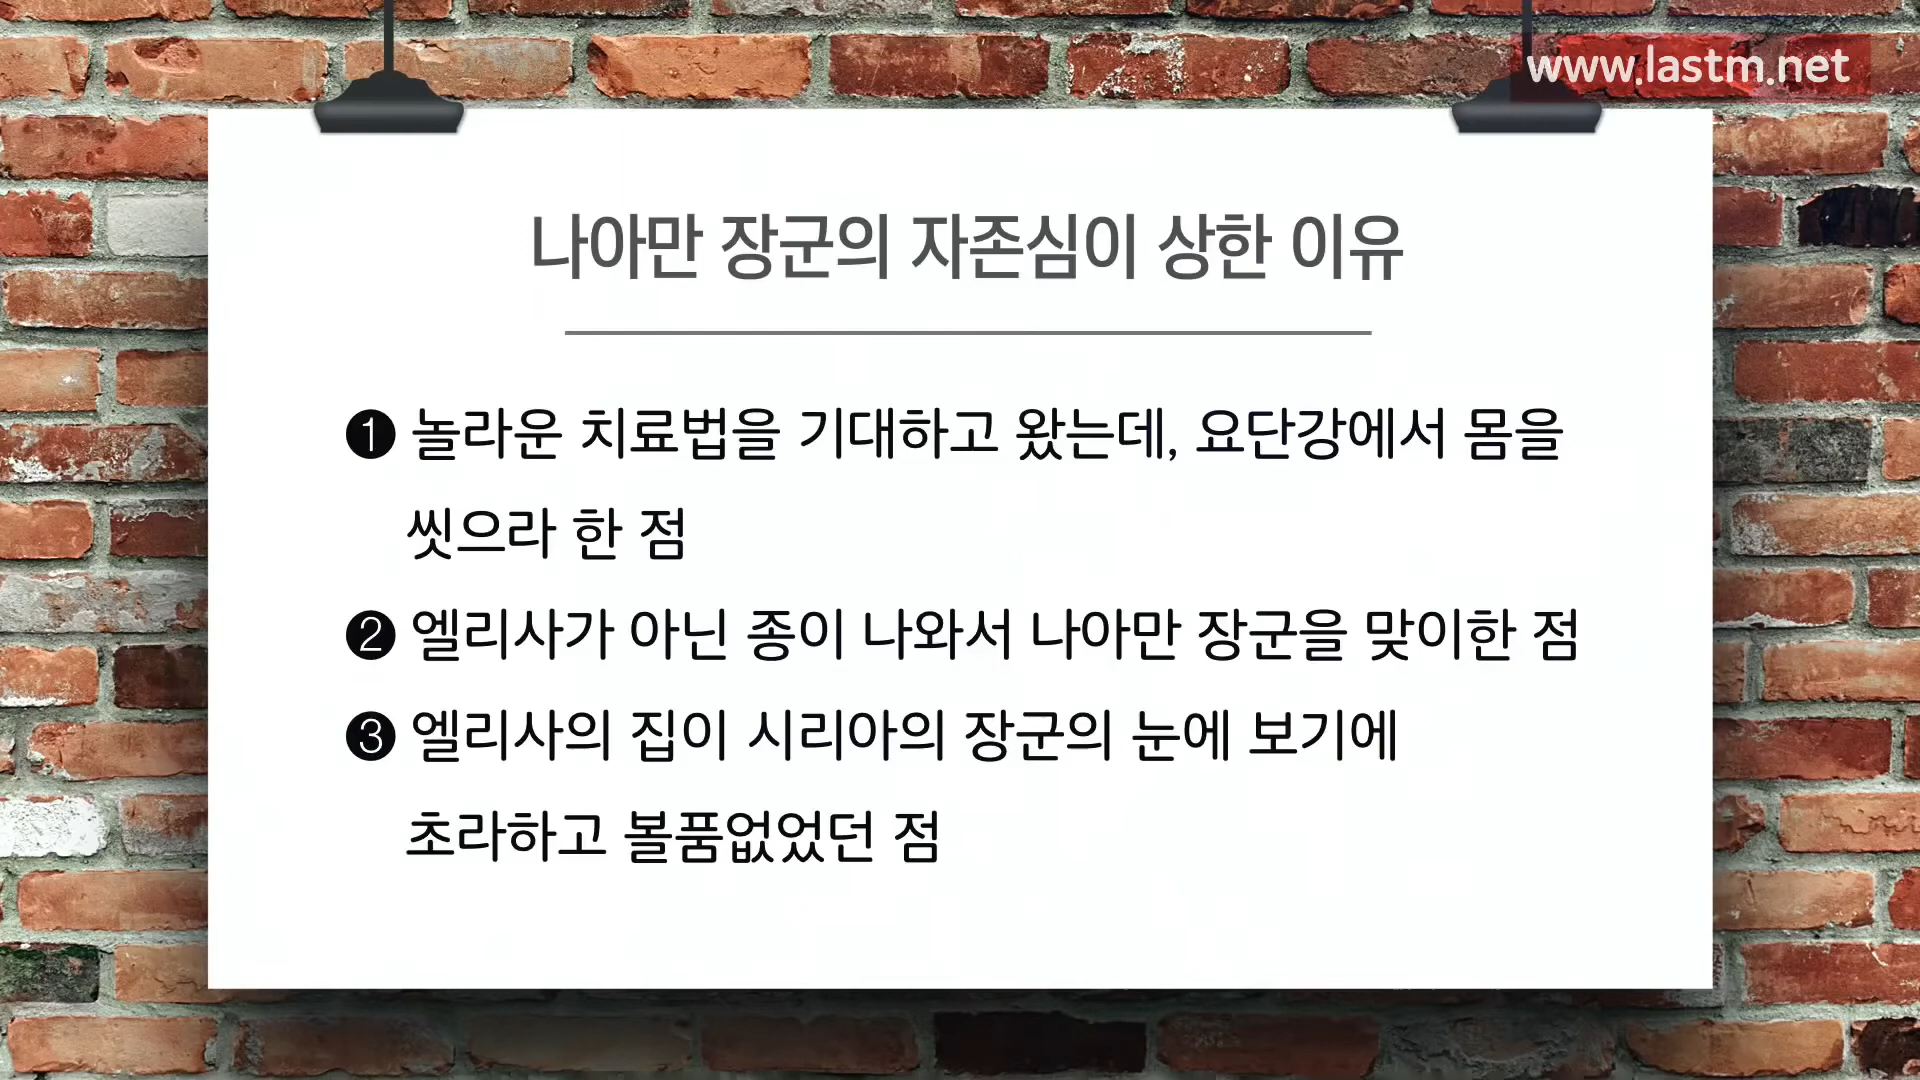 www.lastm.net
나아만 장군의 자존심이 상한 이유
❶ 놀라운 치료법을 기대하고 왔는데, 요단강에서 몸을
씻으라 한 점
❷ 엘리사가 아닌 종이 나와서 나아만 장군을 맞이한 점
❸ 엘리사의 집이 시리아의 장군의 눈에 보기에
초라하고 볼품없었던 점